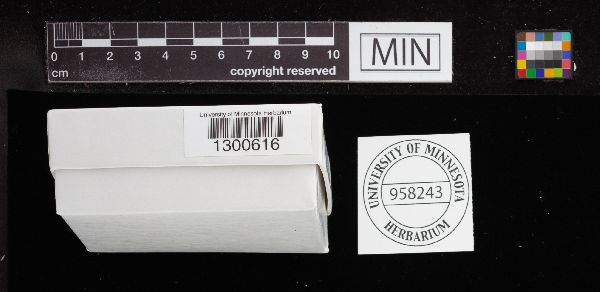 0 1 2 3 4 5 6 7 8 9 10
cm
copyright reserved
MIN
University of Minnesota Herbarium
1300616
UNIVERSITY OF MINNESOTA
958243
HERBARIUM